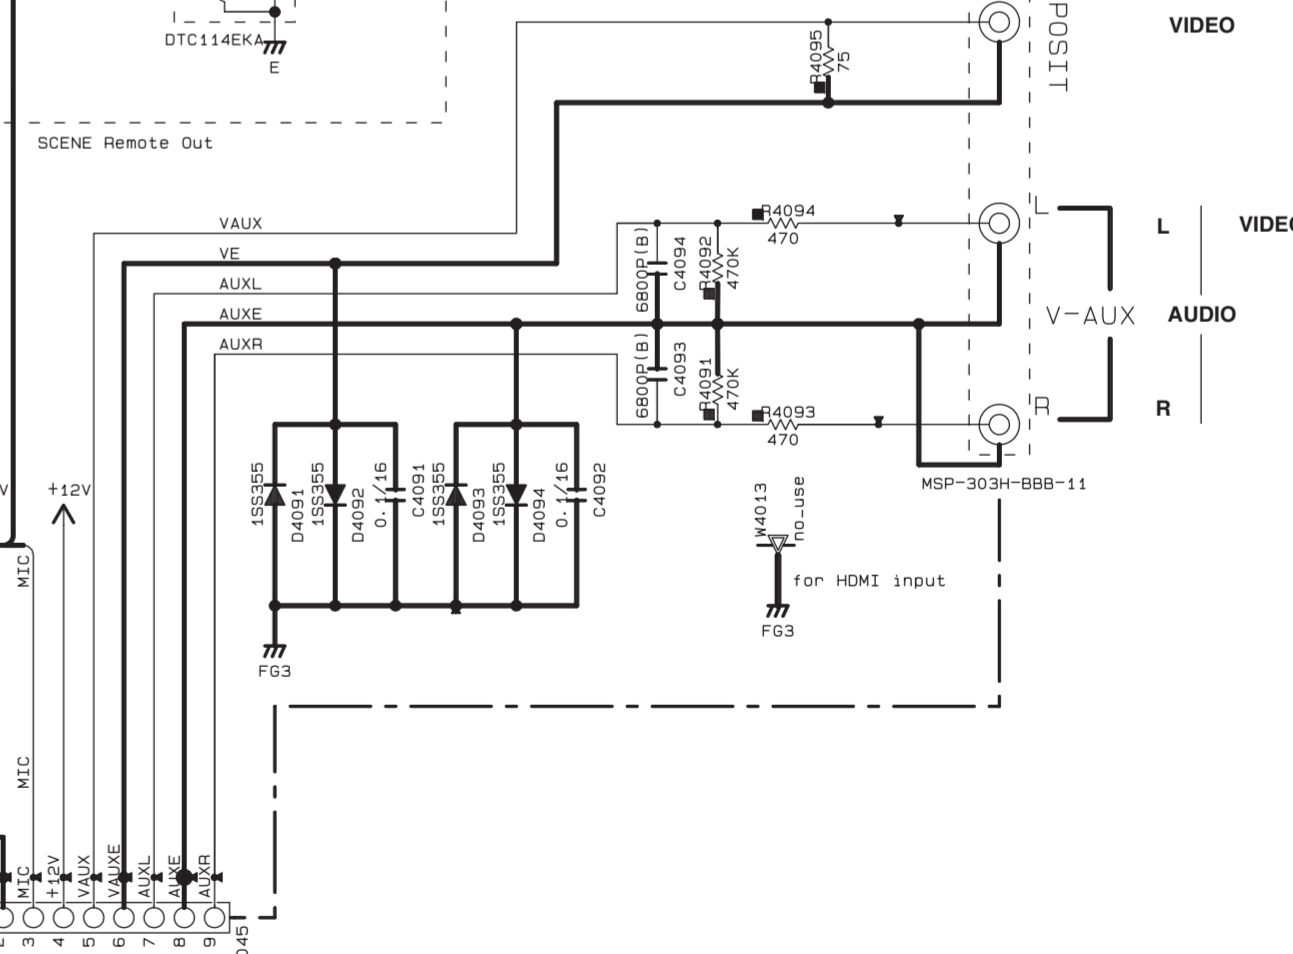 DTC114EKA
E
SCENE Remote Out
R4095
75
POSIT
VIDEO
VAUX
VE
AUXL
AUXE
AUXR
6800P(B)
C4094
R4092
470K
R4094
470
L
L
VIDEO
V-AUX
AUDIO
6800P(B)
C4093
R4091
470K
R4093
470
R
R
MSP-303H-BBB-11
V
+12V
1SS355
D4091
1SS355
D4092
0.1/16
C4091
1SS355
D4093
1SS355
D4094
0.1/16
C4092
W4013
no_use
for HDMI input
FG3
FG3
MIC
MIC
MIC
+12V
VAUX
VAUXE
AUXL
AUXE
AUXR
3
4
5
6
7
8
9